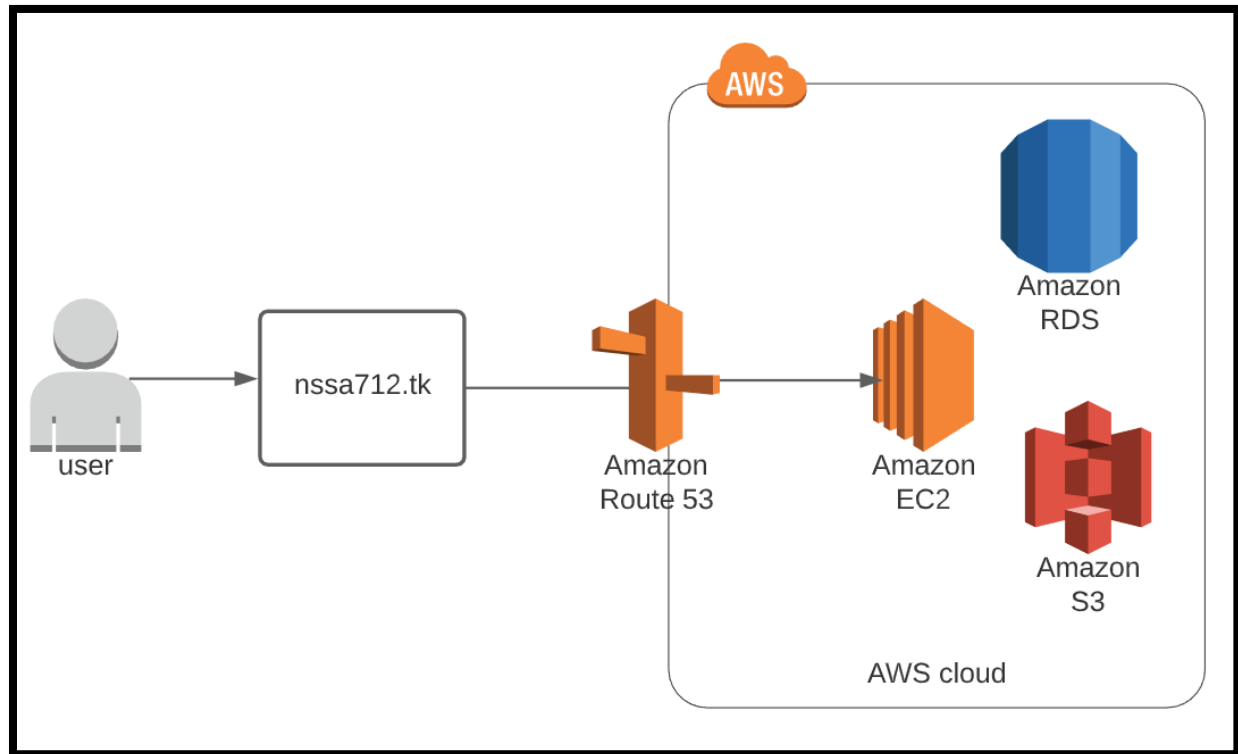 AWS
Amazon
RDS
user
nssa712.tk
Amazon
Route 53
Amazon
EC2
Amazon
S3
AWS cloud